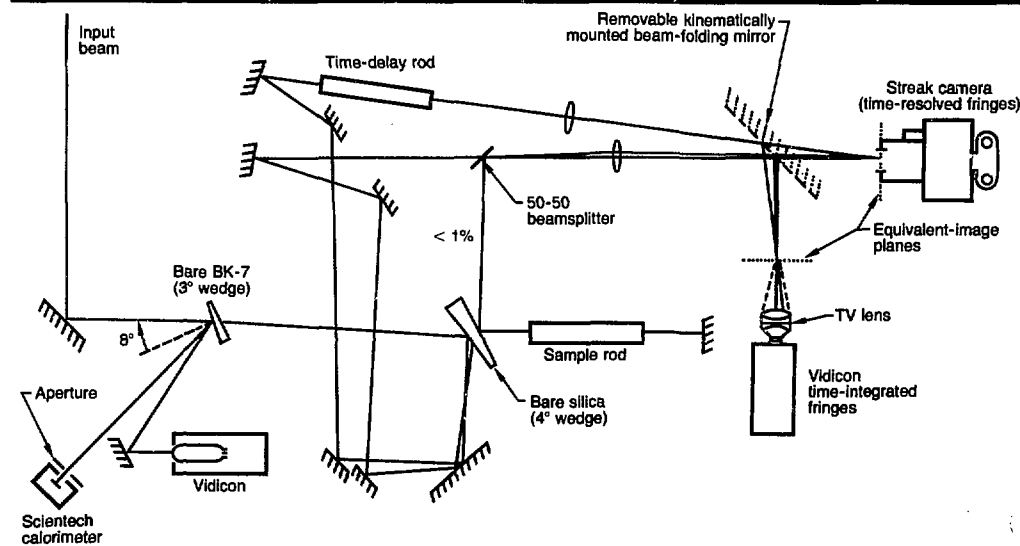 Input
beam
Removable kinematically
mounted beam-folding mirror
Time-delay rod
Streak camera
(time-resolved fringes)
50-50
beamsplitter
< 1%
Equivalent-image
planes
Bare BK-7
(3° wedge)
8°
TV lens
Sample rod
Aperture
Bare silica
(4° wedge)
Vidicon
time-integrated
fringes
Vidicon
Scientech
calorimeter